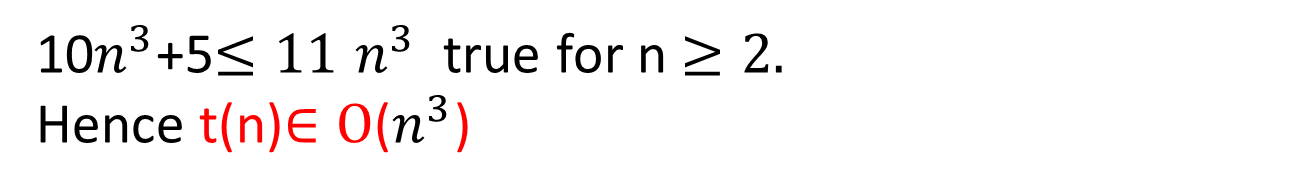 10n³+5≤ 11 n³ true for n ≥ 2.
Hence t(n)∈ O(n³)